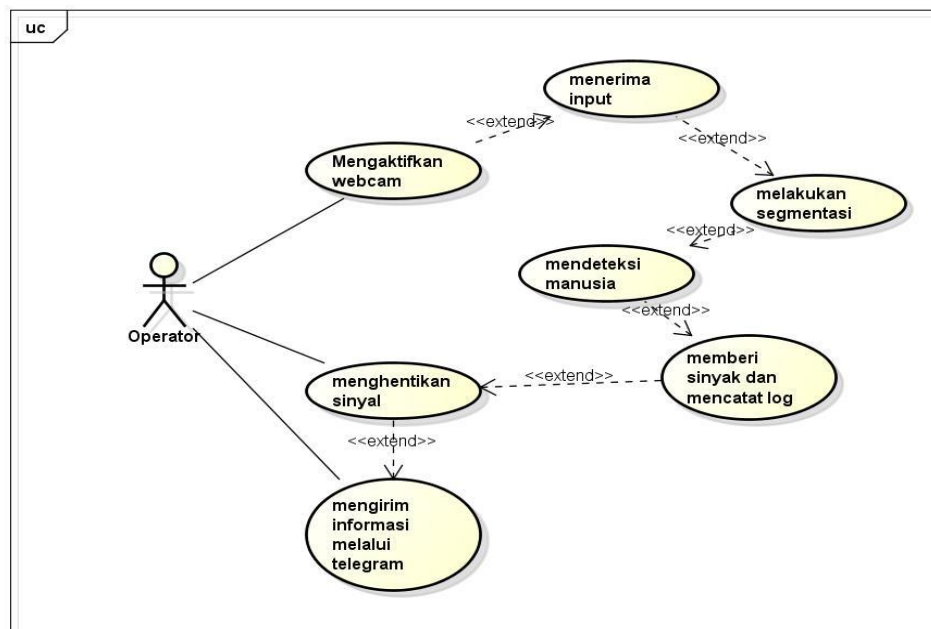 uc
menerima
input
<<extend>>
<<extend>>
Mengaktifkan
webcam
melakukan
segmentasi
<<extend>>
mendeteksi
manusia
<<extend>>
Operator
memberi
sinyak dan
mencatat log
<<extend>>
menghentikan
sinyal
<<extend>>
mengirim
informasi
melalui
telegram